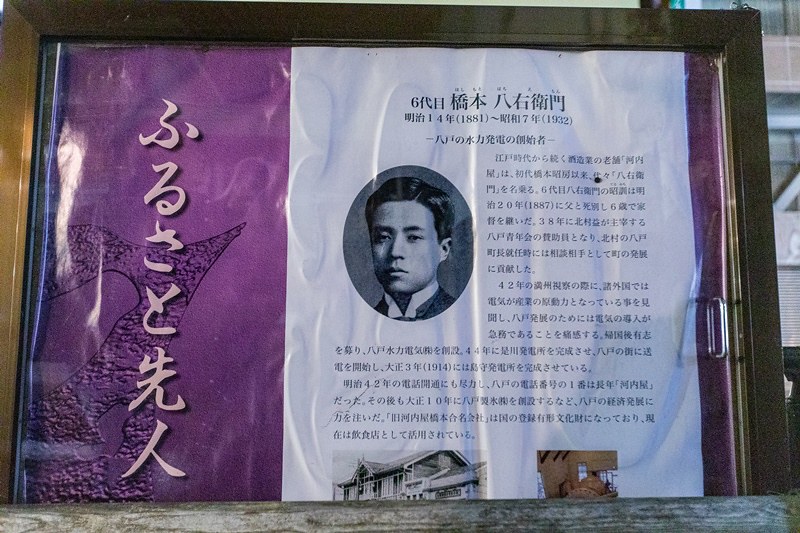 ふるさと先人
はし もと はち え もん
6代目 橋本 八右衛門
明治14年(1881)~昭和7年(1932)
―八戸の水力発電の創始者―
江戸時代から続く酒造業の老舗「河内
屋」は、初代橋本昭房以来、代々「八右衛
門」を名乗る。6代目八右衛門の昭訓は明
治20年(1887)に父と死別し6歳で家
督を継いだ。38年に北村益が主宰する
八戸青年会の賛助員となり、北村の八戸
町長就任時には相談相手として町の発展
に貢献した。
42年の満州視察の際に、諸外国では
電気が産業の原動力となっている事を見
聞し、八戸発展のためには電気の導入が
急務であることを痛感する。帰国後有志
を募り、八戸水力電気㈱を創設。44年に是川発電所を完成させ、八戸の街に送
電を開始し、大正3年(1914)には島守発電所を完成させている。
明治42年の電話開通にも尽力し、八戸の電話番号の1番は長年「河内屋」
だった。その後も大正10年に八戸製氷㈱を創設するなど、八戸の経済発展に
力を注いだ。「旧河内屋橋本合名会社」は国の登録有形文化財になっており、現
在は飲食店として活用されている。